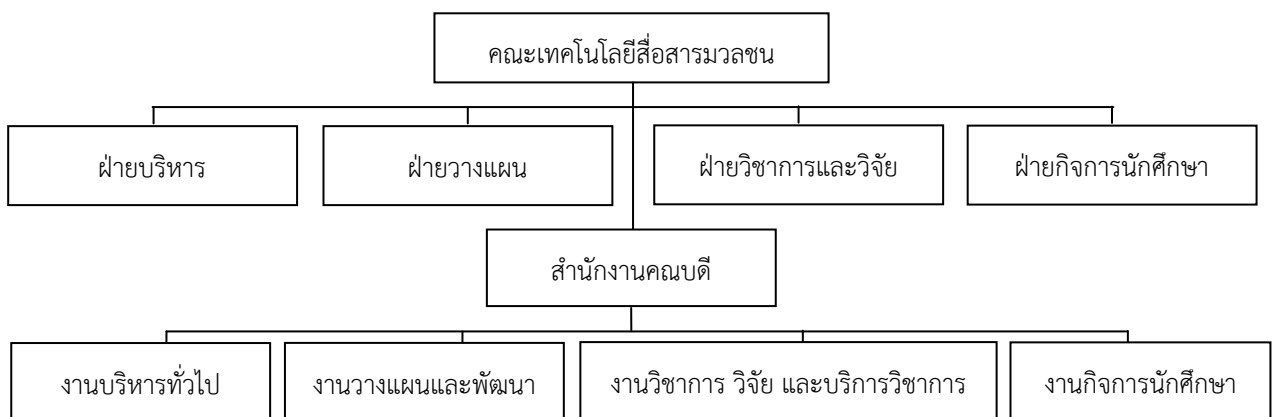 คณะเทคโนโลยีสื่อสารมวลชน
ฝ่ายบริหาร
ฝ่ายวางแผน
ฝ่ายวิชาการและวิจัย
ฝ่ายกิจการนักศึกษา
สำนักงานคณบดี
งานบริหารทั่วไป
งานวางแผนและพัฒนา
งานวิชาการ วิจัย และบริการวิชาการ
งานกิจการนักศึกษา